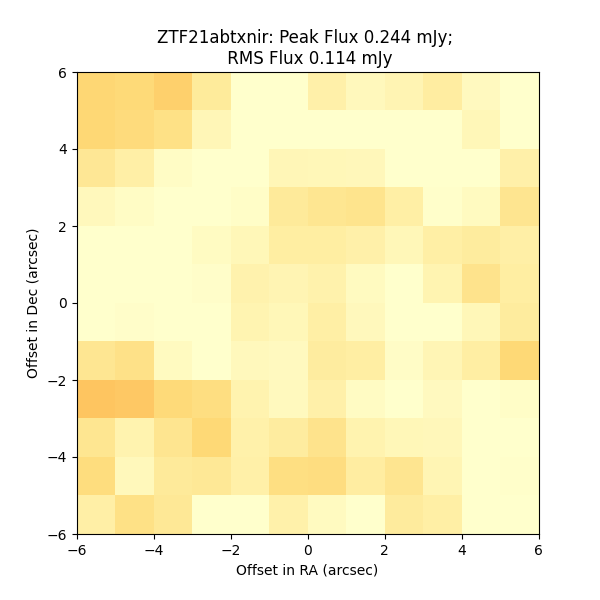 ZTF21abtxnir: Peak Flux 0.244 mJy;
RMS Flux 0.114 mJy
6
4
2
0
−2
−4
−6
Offset in Dec (arcsec)
−6 −4 −2 0 2 4 6
Offset in RA (arcsec)